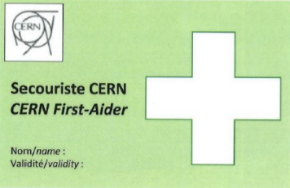 CERN
Secouriste CERN
CERN First-Aider
Nom/name :
Validité/validity :